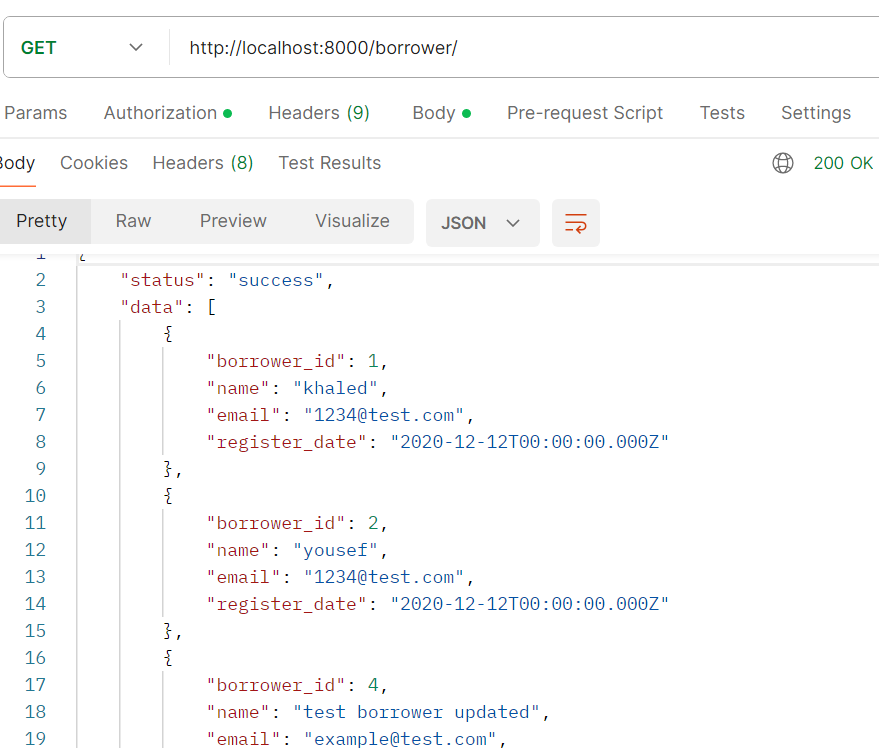 GET http://localhost:8000/borrower/
Params Authorization Headers (9) Body Pre-request Script Tests Settings
Body Cookies Headers (8) Test Results 200 OK
Pretty Raw Preview Visualize JSON
1 {
2 "status": "success",
3 "data": [
4 {
5 "borrower_id": 1,
6 "name": "khaled",
7 "email": "1234@test.com",
8 "register_date": "2020-12-12T00:00:00.000Z"
9 },
10 {
11 "borrower_id": 2,
12 "name": "yousef",
13 "email": "1234@test.com",
14 "register_date": "2020-12-12T00:00:00.000Z"
15 },
16 {
17 "borrower_id": 4,
18 "name": "test borrower updated",
19 "email": "example@test.com",